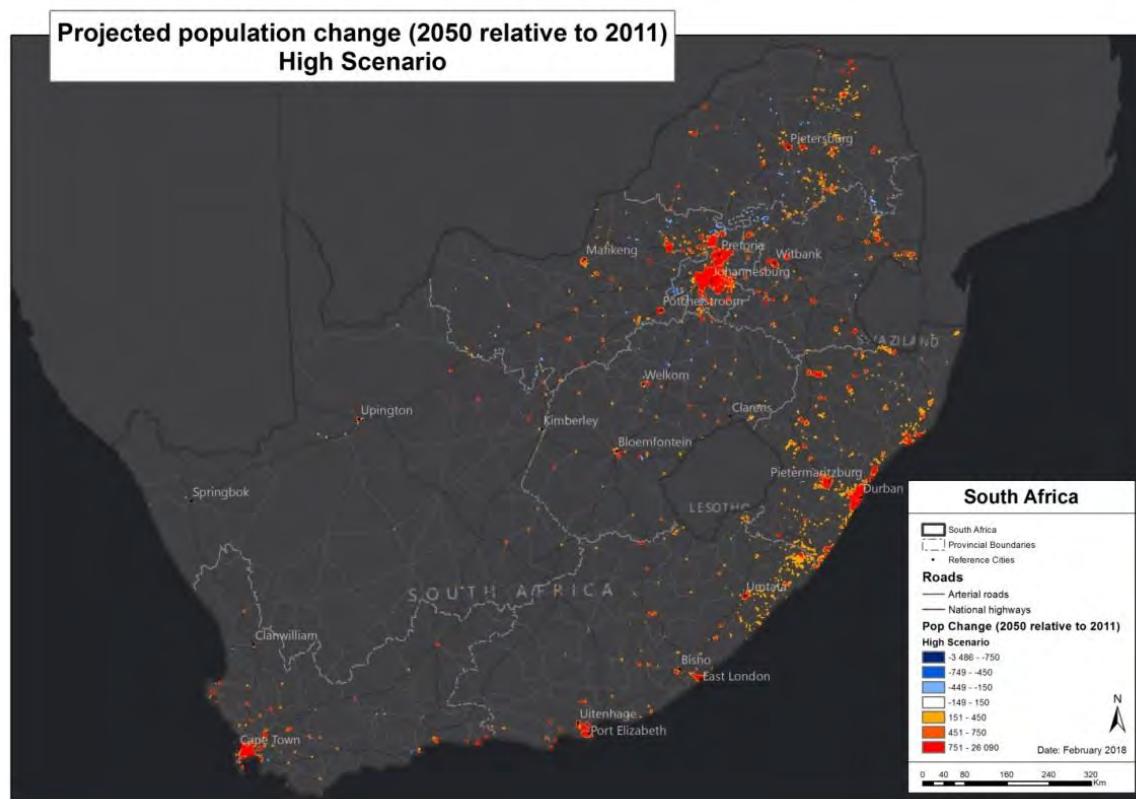 Projected population change (2050 relative to 2011)
High Scenario
Pietersburg
Mafikeng
Pretoria
Witbank
Johannesburg
Potchefstroom
SWAZILAND
Welkom
Upington
Kimberley
Clarens
Bloemfontein
Pietermaritzburg
Springbok
Durban
LESOTHO
SOUTH AFRICA
Umtata
Clanwilliam
Bisho
East London
Uitenhage
Port Elizabeth
Cape Town
South Africa
South Africa
Provincial Boundaries
Reference Cities
Roads
Arterial roads
National highways
Pop Change (2050 relative to 2011)
High Scenario
-3 486 - -750
-749 - -450
-449 - -150
-149 - 150
151 - 450
451 - 750
751 - 26 090
N
Date: February 2018
0 40 80 160 240 320
Km